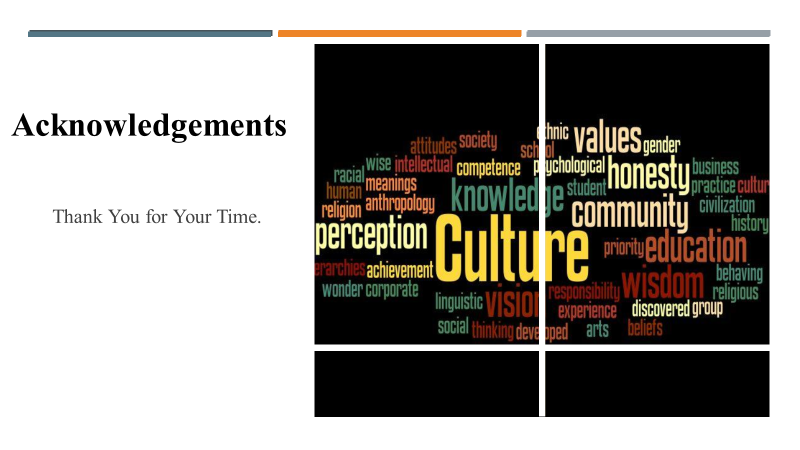 Acknowledgements
Thank You for Your Time.
ethnic values gender
attitudes society school
racial wise intellectual competence psychological honesty business
human meanings knowledge student practice cultur
religion anthropology community civilization
perception Culture priority education history
erarchies achievement wisdom behaving
wonder corporate responsibility religious
linguistic vision experience discovered group
social thinking developed arts beliefs